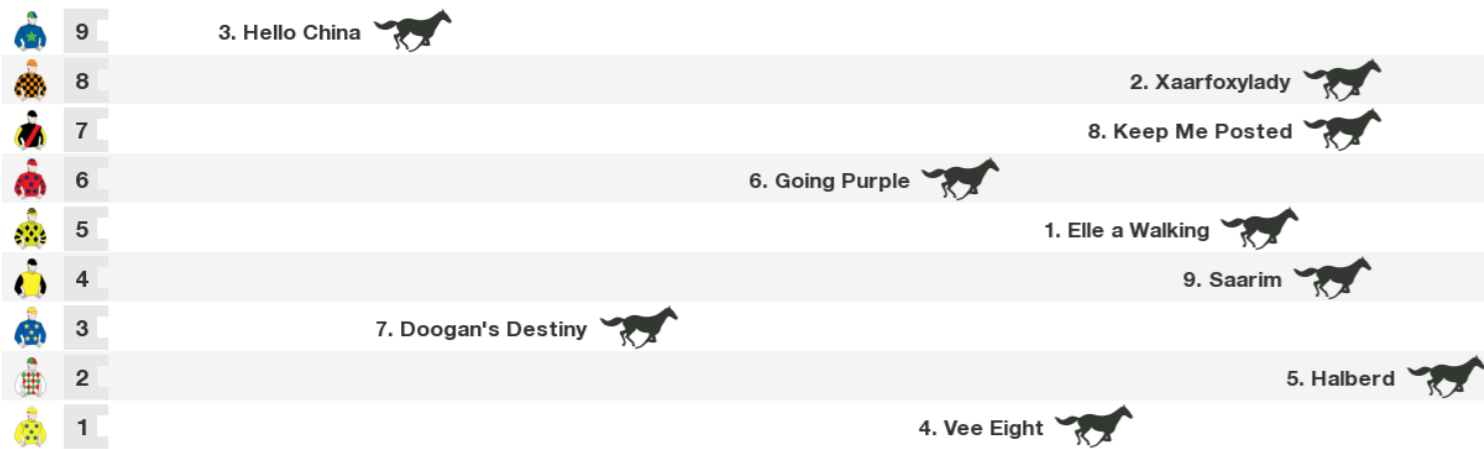 9 3. Hello China
8 2. Xaarfoxylady
7 8. Keep Me Posted
6 6. Going Purple
5 1. Elle a Walking
4 9. Saarim
3 7. Doogan's Destiny
2 5. Halberd
1 4. Vee Eight